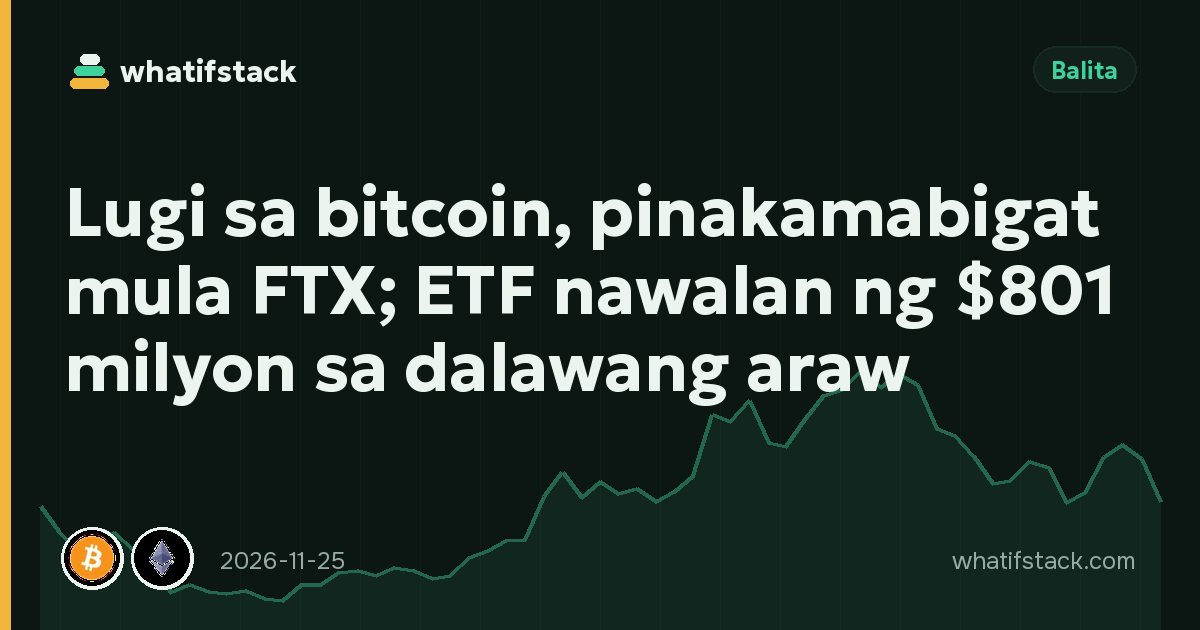 whatifstack
Balita
Lugi sa bitcoin, pinakamabigat
mula FTX; ETF nawalan ng $801
milyon sa dalawang araw
2026-11-25
whatifstack.com